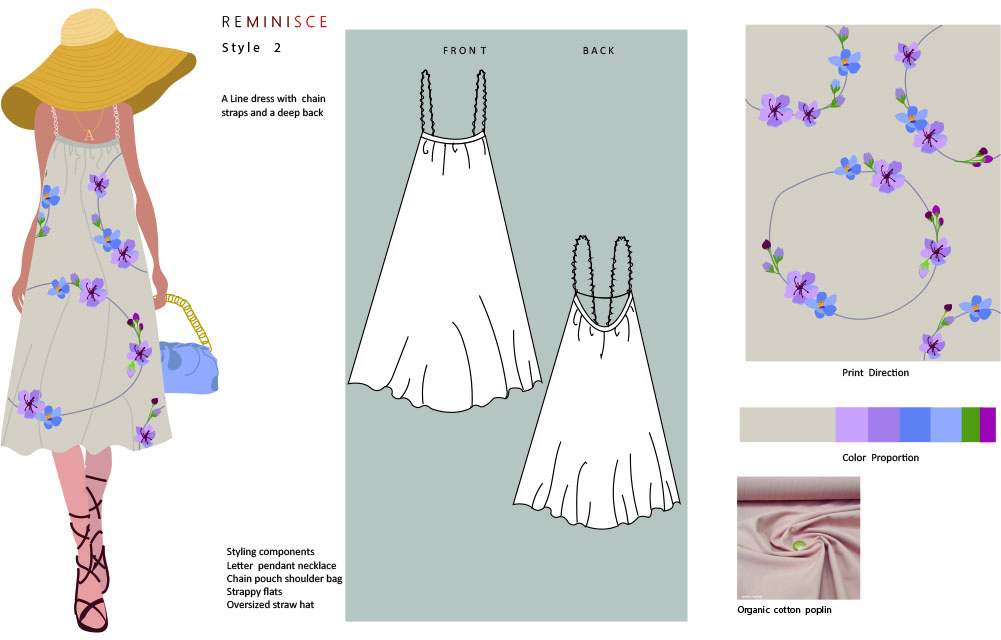 REMINISCE
Style 2
A Line dress with chain
straps and a deep back
A
FRONT
BACK
Styling components
Letter pendant necklace
Chain pouch shoulder bag
Strappy flats
Oversized straw hat
Print Direction
Color Proportion
Organic cotton poplin